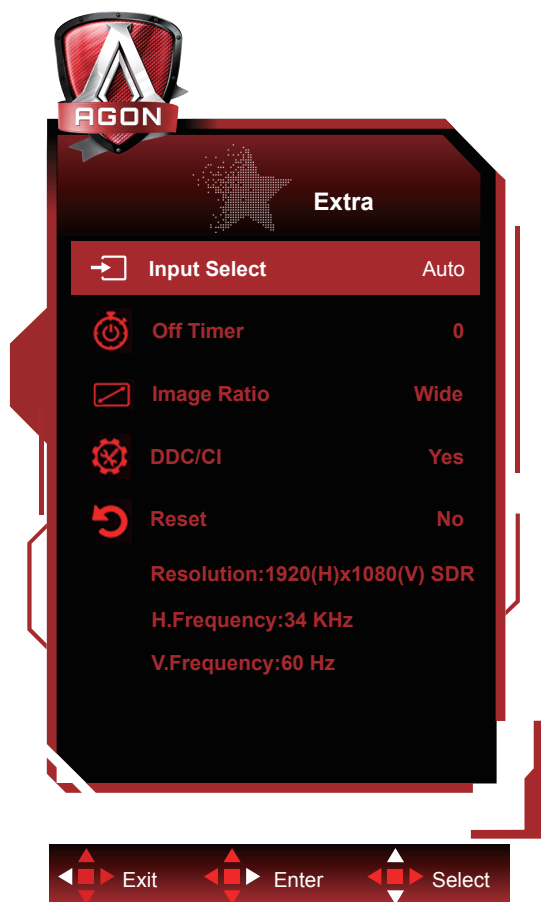 AGON
Extra
Input Select Auto
Off Timer 0
Image Ratio Wide
DDC/CI Yes
Reset No
Resolution:1920(H)x1080(V) SDR
H.Frequency:34 KHz
V.Frequency:60 Hz
Exit Enter Select